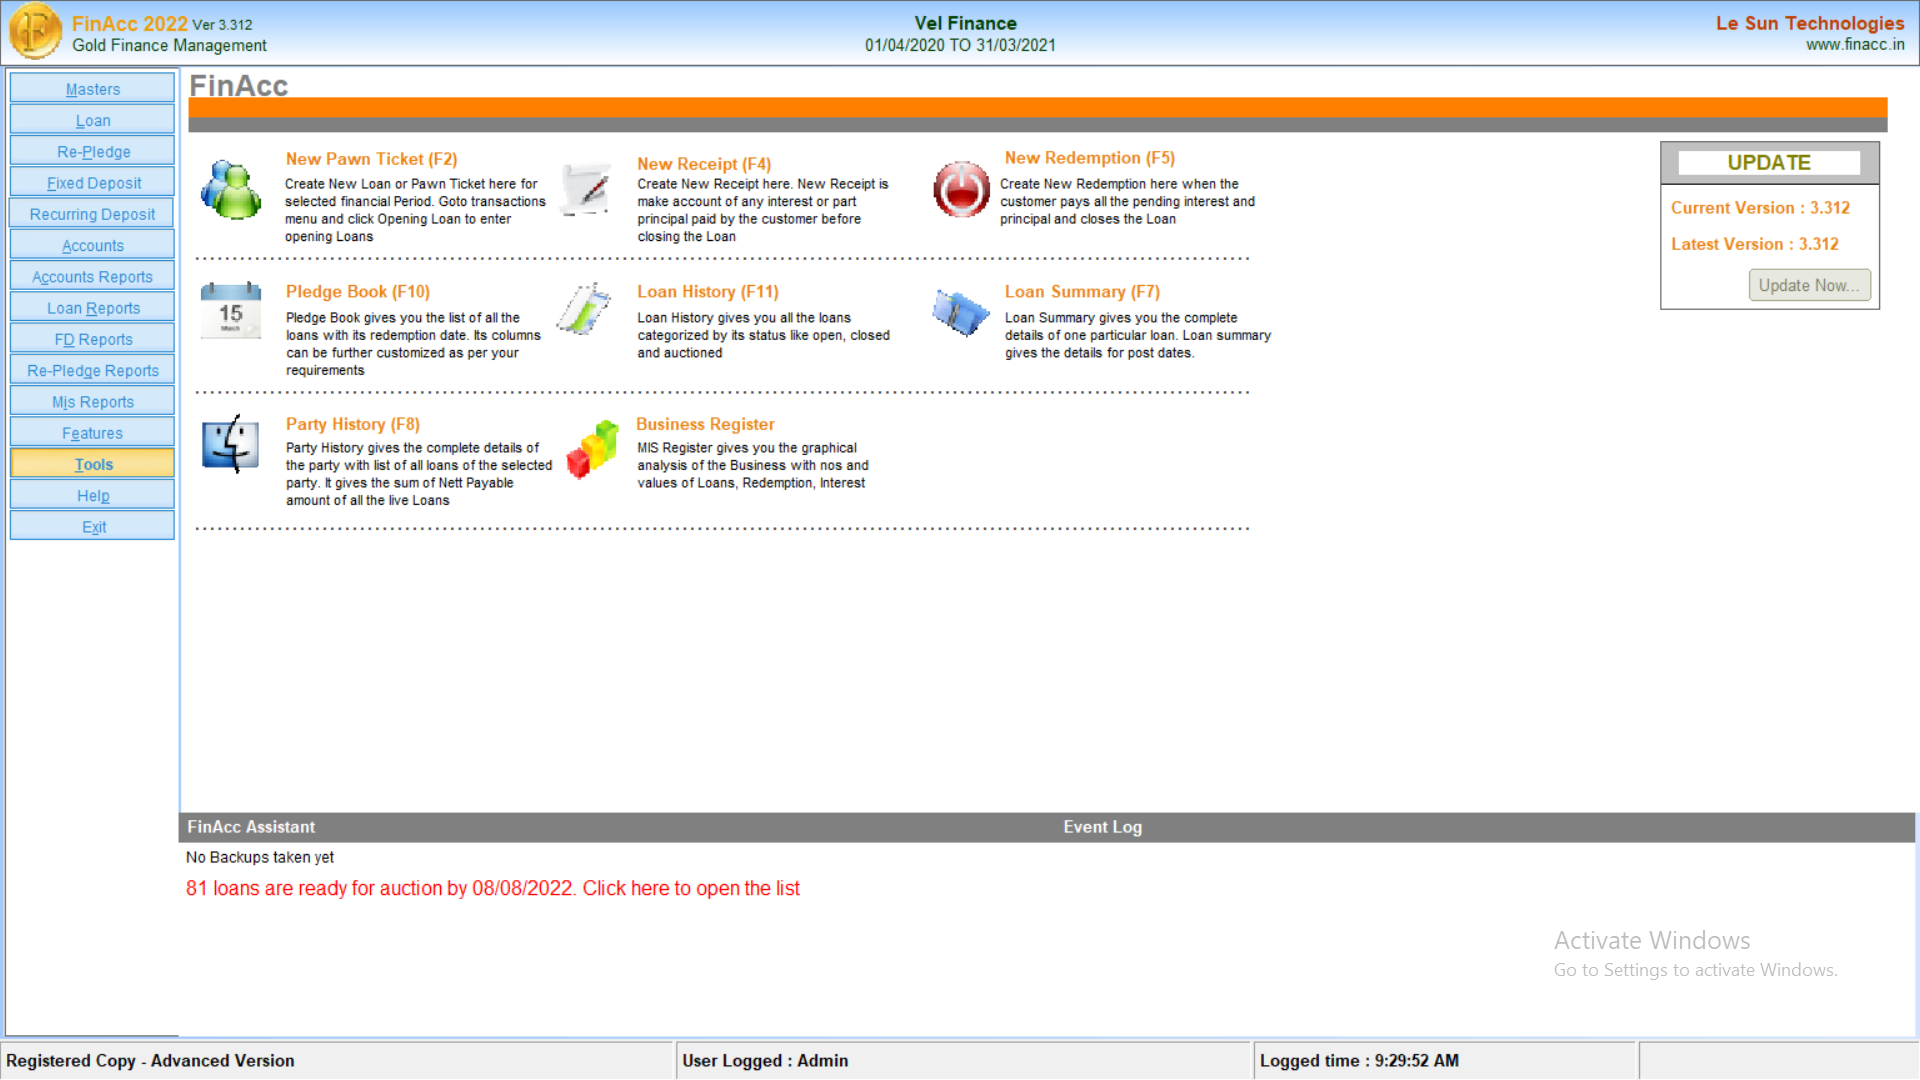 FinAcc 2022 Ver 3.312
Gold Finance Management
Vel Finance
01/04/2020 TO 31/03/2021
Le Sun Technologies
www.finacc.in
Masters
Loan
Re-Pledge
Fixed Deposit
Recurring Deposit
Accounts
Accounts Reports
Loan Reports
FD Reports
Re-Pledge Reports
Mis Reports
Features
Tools
Help
Exit
FinAcc
New Pawn Ticket (F2)
Create New Loan or Pawn Ticket here for
selected financial Period. Goto transactions
menu and click Opening Loan to enter
opening Loans
New Receipt (F4)
Create New Receipt here. New Receipt is
make account of any interest or part
principal paid by the customer before
closing the Loan
New Redemption (F5)
Create New Redemption here when the
customer pays all the pending interest and
principal and closes the Loan
15
March
Pledge Book (F10)
Pledge Book gives you the list of all the
loans with its redemption date. Its columns
can be further customized as per your
requirements
Loan History (F11)
Loan History gives you all the loans
categorized by its status like open, closed
and auctioned
Loan Summary (F7)
Loan Summary gives you the complete
details of one particular loan. Loan summary
gives the details for post dates.
Party History (F8)
Party History gives the complete details of
the party with list of all loans of the selected
party. It gives the sum of Nett Payable
amount of all the live Loans
Business Register
MIS Register gives you the graphical
analysis of the Business with nos and
values of Loans, Redemption, Interest
UPDATE
Current Version : 3.312
Latest Version : 3.312
Update Now...
FinAcc Assistant
Event Log
No Backups taken yet
81 loans are ready for auction by 08/08/2022. Click here to open the list
Activate Windows
Go to Settings to activate Windows.
Registered Copy - Advanced Version
User Logged : Admin
Logged time : 9:29:52 AM